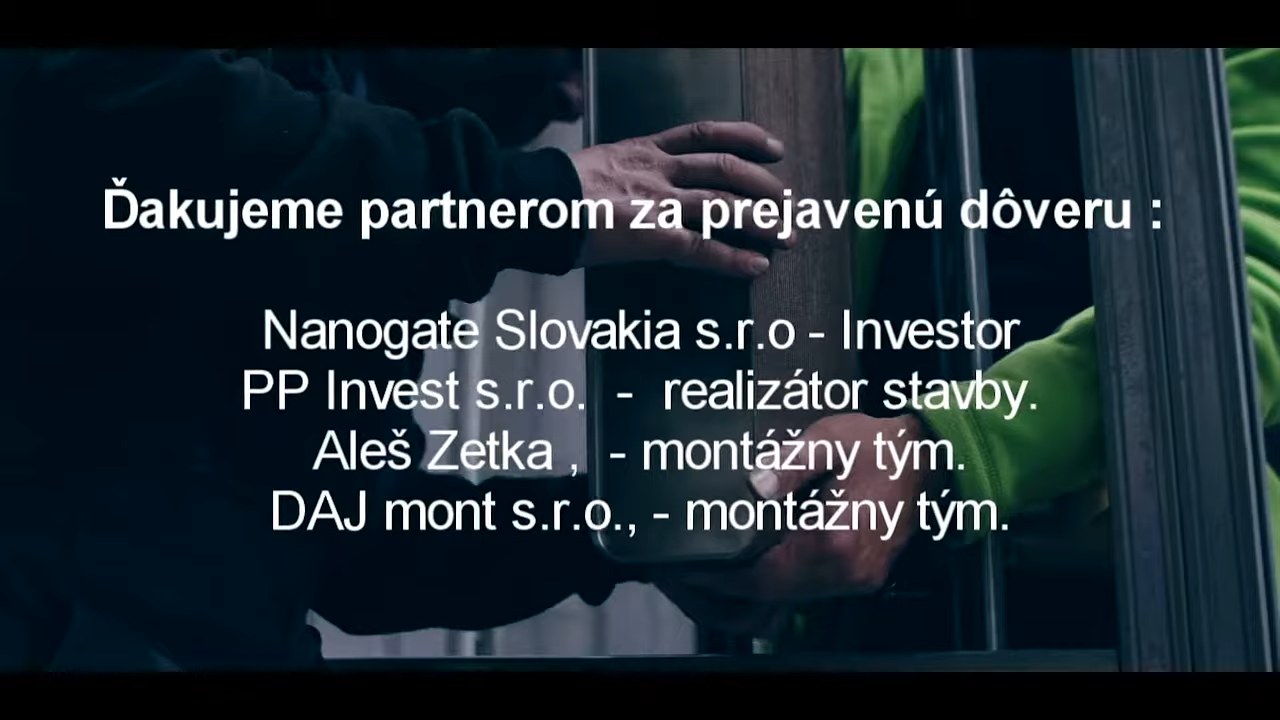 Ďakujeme partnerom za prejavenú dôveru :
Nanogate Slovakia s.r.o - Investor
PP Invest s.r.o. - realizátor stavby.
Aleš Zetka , - montážny tým.
DAJ mont s.r.o., - montážny tým.